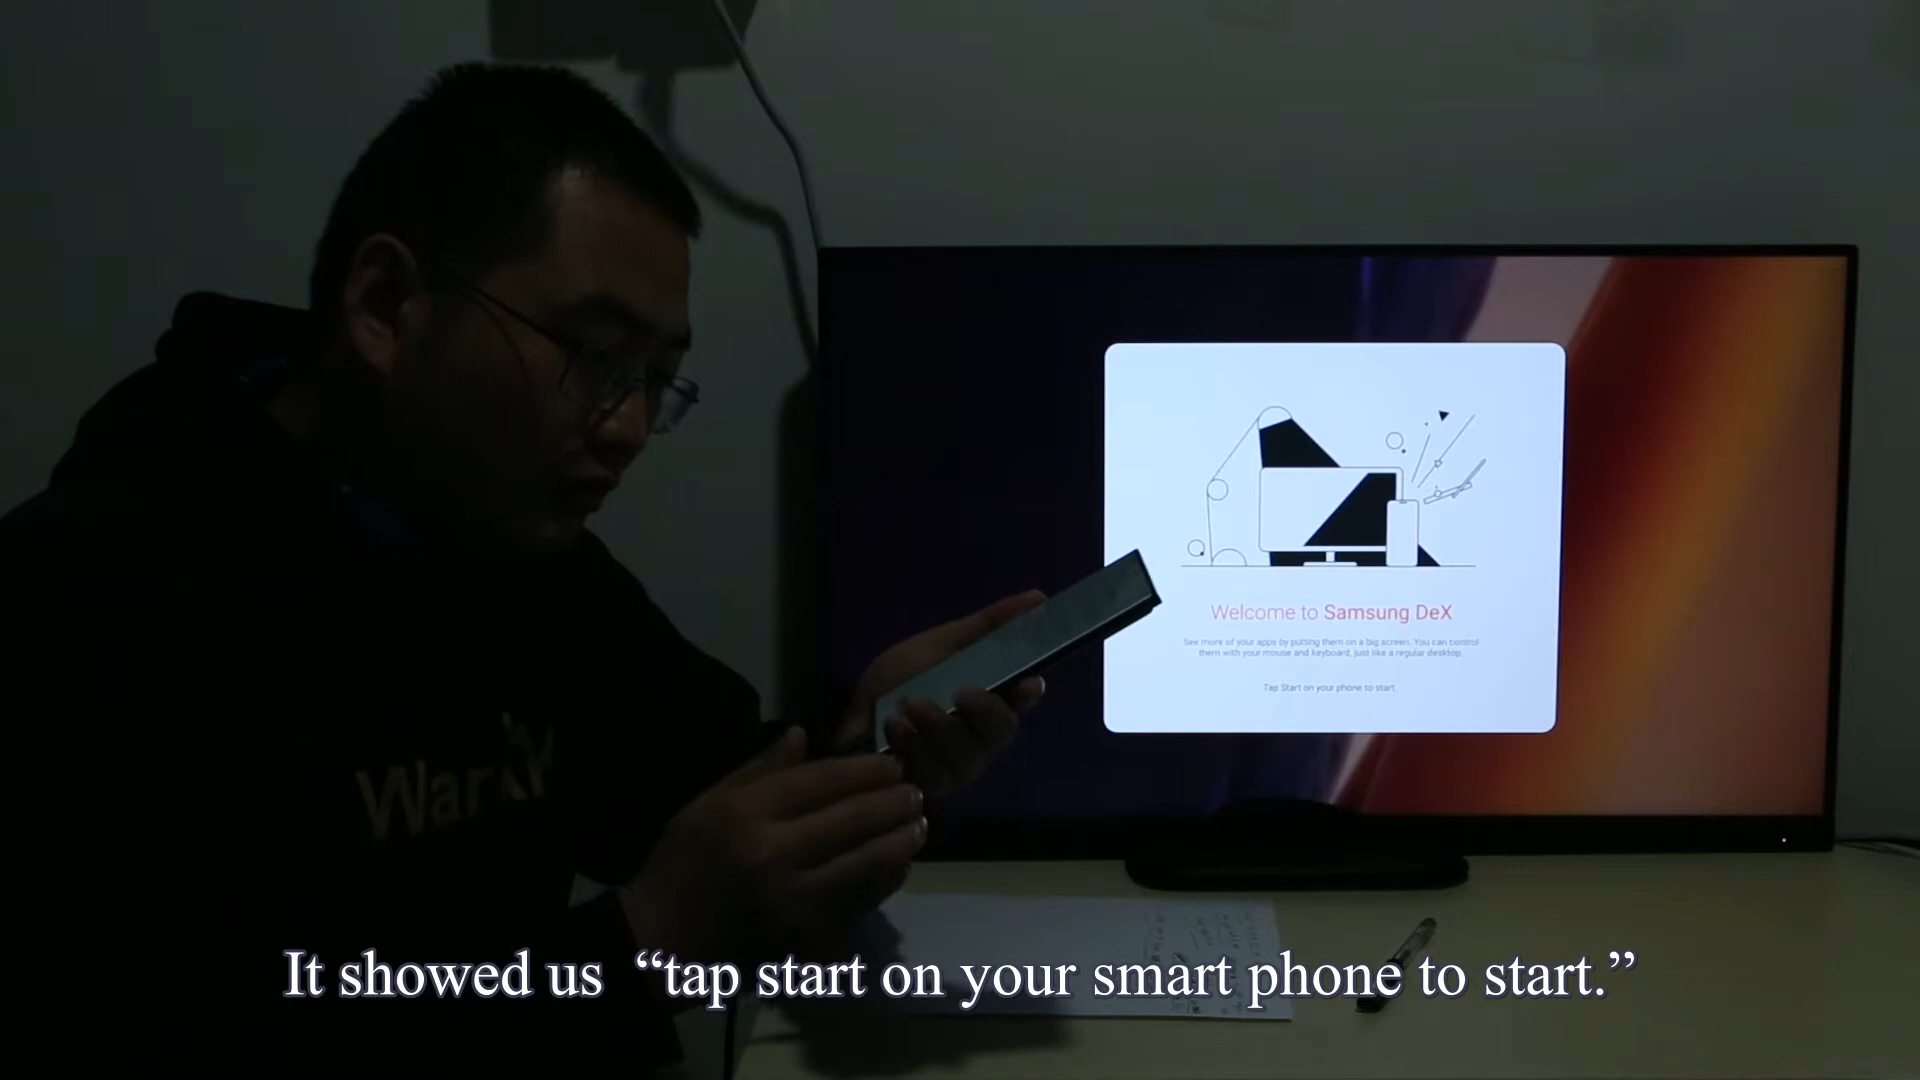 Welcome to Samsung DeX
See more of your apps by putting them on a big screen. You can control
them with your mouse and keyboard, just like a regular desktop.
Tap Start on your phone to start.
It showed us “tap start on your smart phone to start.”